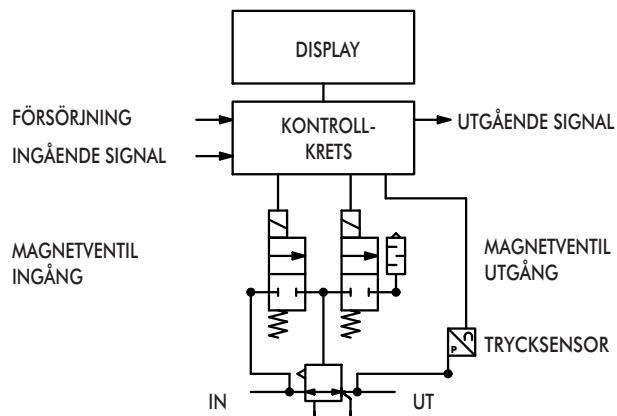 DISPLAY
FÖRSÖRJNING
INGÅENDE SIGNAL
KONTROLL-
KRETS
UTGÅENDE SIGNAL
MAGNETVENTIL
INGÅNG
MAGNETVENTIL
UTGÅNG
P
TRYCKSENSOR
IN
UT